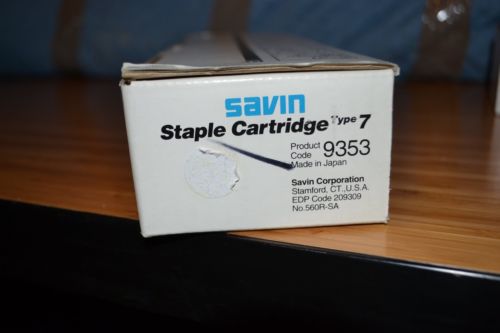 savin
Staple Cartridge Type 7
Product
Code 9353
Made in Japan
Savin Corporation
Stamford, CT., U.S.A.
EDP Code 209309
No.560R-SA